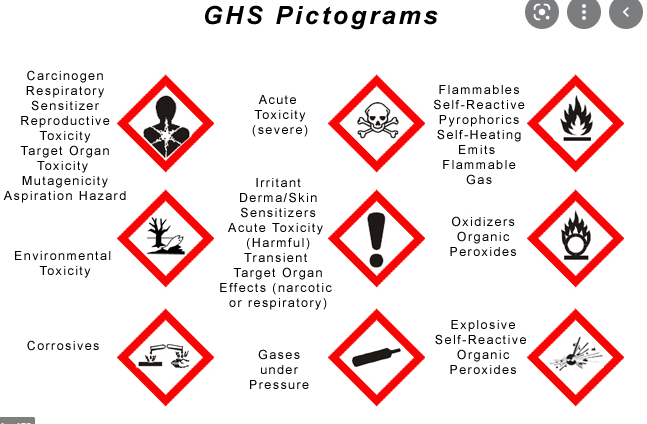 GHS Pictograms
Carcinogen
Respiratory
Sensitizer
Reproductive
Toxicity
Target Organ
Toxicity
Mutagenicity
Aspiration Hazard
Acute
Toxicity
(severe)
Flammables
Self-Reactive
Pyrophorics
Self-Heating
Emits
Flammable
Gas
Environmental
Toxicity
Irritant
Derma/Skin
Sensitizers
Acute Toxicity
(Harmful)
Transient
Target Organ
Effects (narcotic
or respiratory)
Oxidizers
Organic
Peroxides
Corrosives
Gases
under
Pressure
Explosive
Self-Reactive
Organic
Peroxides